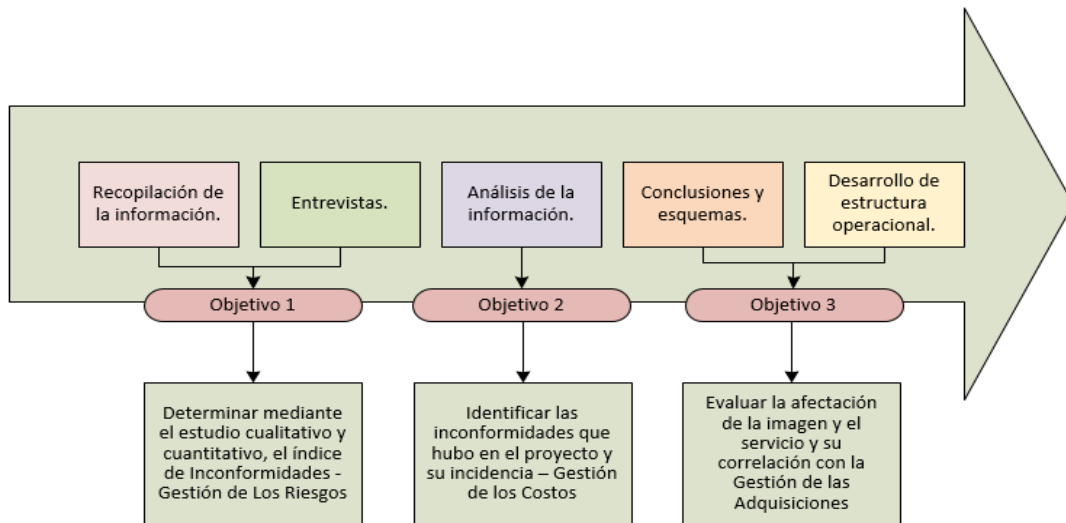 Recopilación de
la información.
Entrevistas.
Análisis de la
información.
Conclusiones y
esquemas.
Desarrollo de
estructura
operacional.
Objetivo 1
Objetivo 2
Objetivo 3
Determinar mediante
el estudio cualitativo y
cuantitativo, el índice
de Inconformidades -
Gestión de Los Riesgos
Identificar las
inconformidades que
hubo en el proyecto y
su incidencia – Gestión
de los Costos
Evaluar la afectación
de la imagen y el
servicio y su
correlación con la
Gestión de las
Adquisiciones